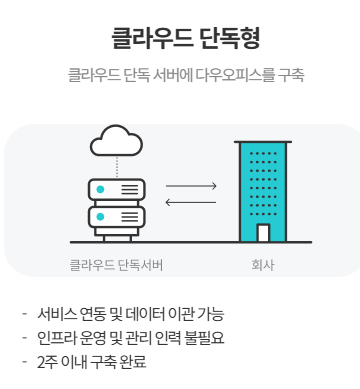 클라우드 단독형
클라우드 단독 서버에 다우오피스를 구축
클라우드 단독서버 회사
- 서비스 연동 및 데이터 이관 가능
- 인프라 운영 및 관리 인력 불필요
- 2주 이내 구축 완료